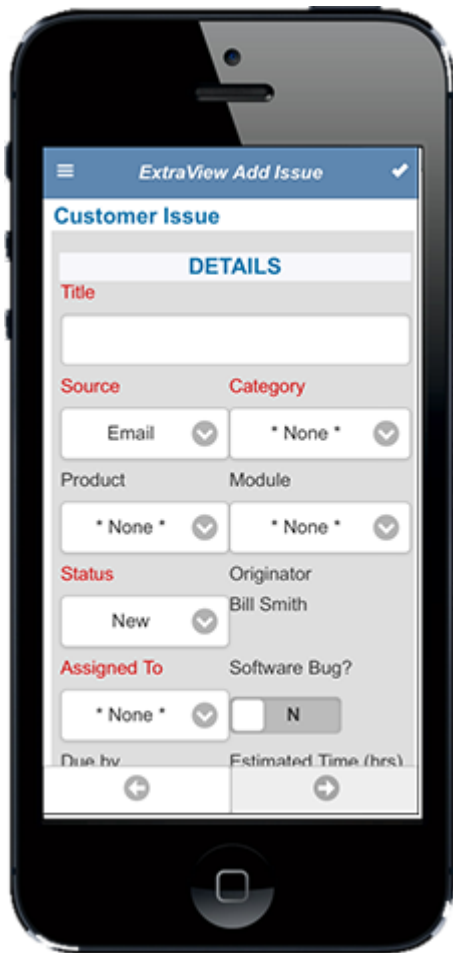 ExtraView Add Issue
Customer Issue
DETAILS
Title
Source Category
Email * None *
Product Module
* None * * None *
Status Originator
New Bill Smith
Assigned To Software Bug?
* None * N
Due by Estimated Time (hrs)